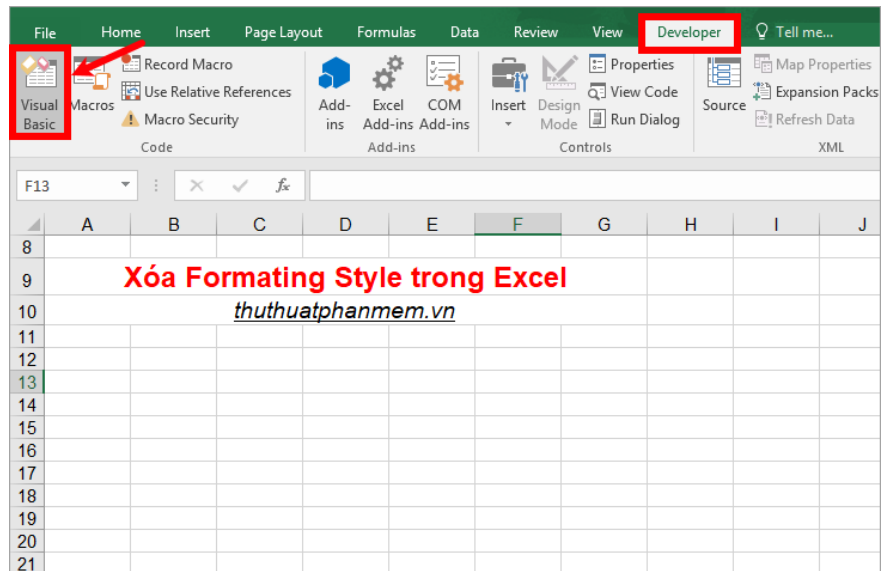 File Home Insert Page Layout Formulas Data Review View Developer Tell me...
Record Macro Properties Map Properties
Use Relative References View Code Expansion Packs
Visual Basic Macros Macro Security Add-ins Excel Add-ins COM Add-ins Insert Design Mode Run Dialog Source Refresh Data
Code Add-ins Controls XML
F13 fx
A B C D E F G H I J
8
9 Xóa Formating Style trong Excel
10 thuthuatphanmem.vn
11
12
13
14
15
16
17
18
19
20
21